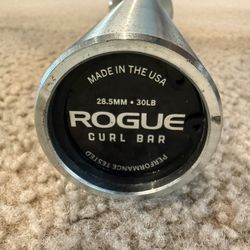 MADE IN THE USA
28.5MM • 30LB
ROGUE
CURL BAR
PERFORMANCE TESTED